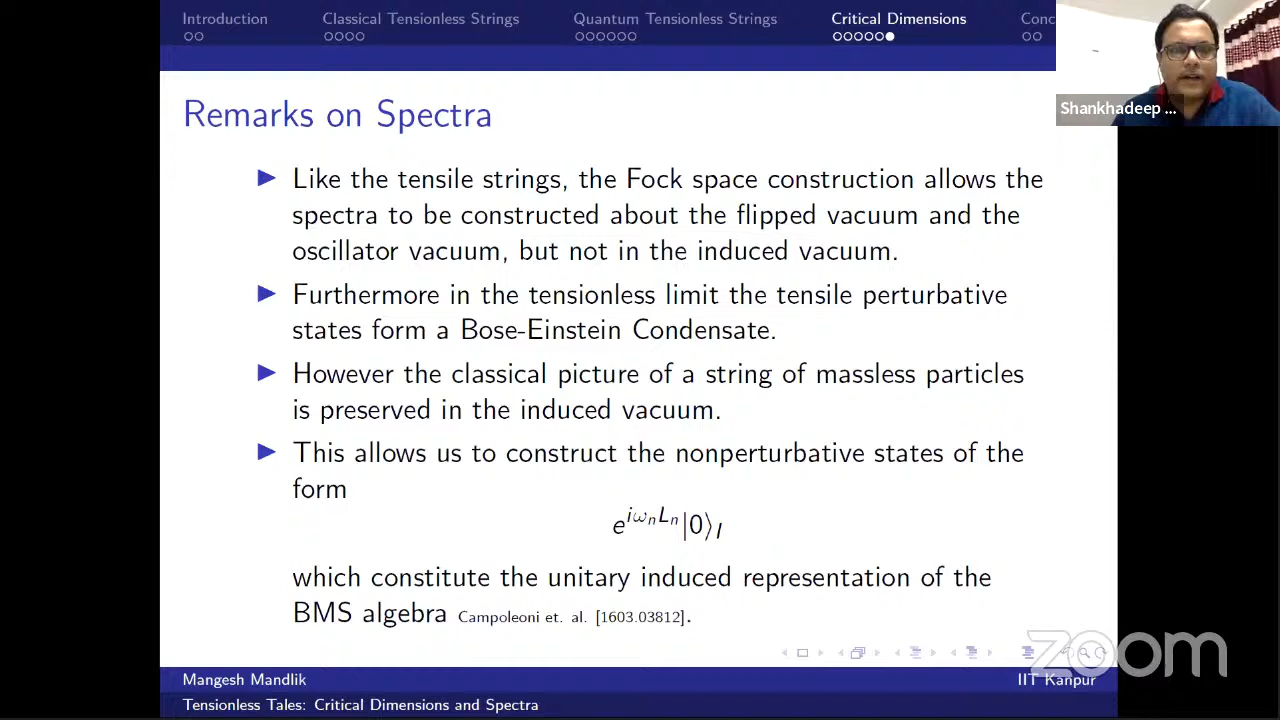 Introduction
Classical Tensionless Strings
Quantum Tensionless Strings
Critical Dimensions
Conc
Shankhadeep ...
Remarks on Spectra
Like the tensile strings, the Fock space construction allows the
spectra to be constructed about the flipped vacuum and the
oscillator vacuum, but not in the induced vacuum.
Furthermore in the tensionless limit the tensile perturbative
states form a Bose-Einstein Condensate.
However the classical picture of a string of massless particles
is preserved in the induced vacuum.
This allows us to construct the nonperturbative states of the
form
e^{iω_n L_n}|0⟩_I
which constitute the unitary induced representation of the
BMS algebra Campoleoni et. al. [1603.03812].
zoom
Mangesh Mandlik
IIT Kanpur
Tensionless Tales: Critical Dimensions and Spectra